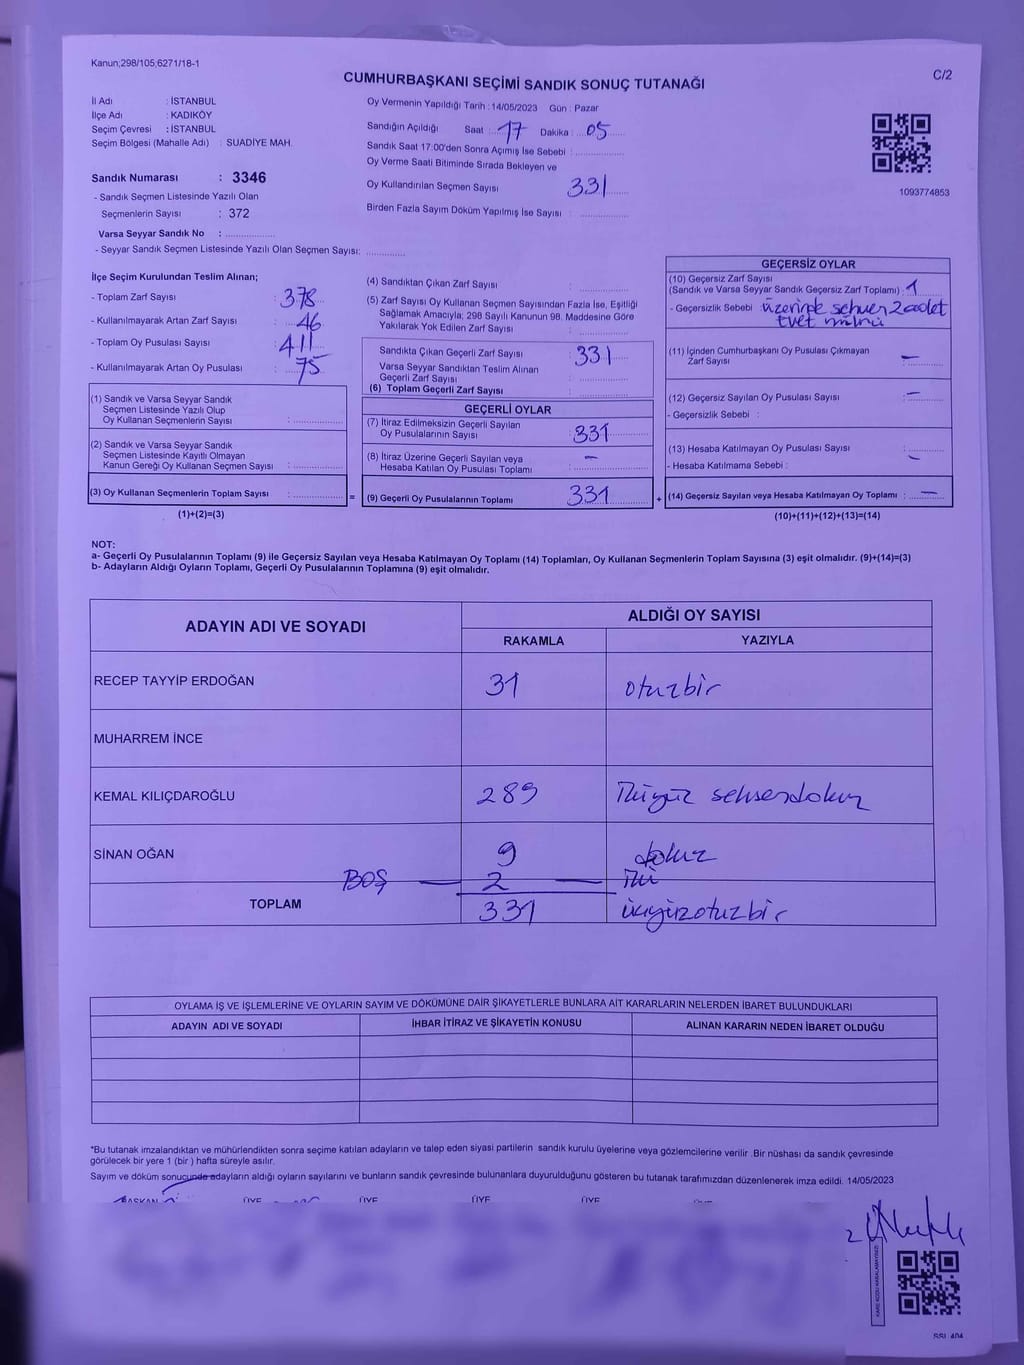 Kanun;298/105;6271/18-1
C/2
CUMHURBAŞKANI SEÇİMİ SANDIK SONUÇ TUTANAĞI
İl Adı : İSTANBUL
İlçe Adı : KADIKÖY
Seçim Çevresi : İSTANBUL
Seçim Bölgesi (Mahalle Adı) : SUADİYE MAH.
Sandık Numarası : 3346
- Sandık Seçmen Listesinde Yazılı Olan
Seçmenlerin Sayısı : 372
Varsa Seyyar Sandık No : ..............
- Seyyar Sandık Seçmen Listesinde Yazılı Olan Seçmen Sayısı: ...........
Oy Vermenin Yapıldığı Tarih : 14/05/2023 Gün : Pazar
Sandığın Açıldığı Saat : 17 Dakika : 05
Sandık Saat 17:00'den Sonra Açımış İse Sebebi : ..............
Oy Verme Saati Bitiminde Sırada Bekleyen ve
Oy Kullandırılan Seçmen Sayısı 331
Birden Fazla Sayım Döküm Yapılmış İse Sayısı : ..............
1093774853
İlçe Seçim Kurulundan Teslim Alınan;
- Toplam Zarf Sayısı : 378
- Kullanılmayarak Artan Zarf Sayısı : 46
- Toplam Oy Pusulası Sayısı : 411
- Kullanılmayarak Artan Oy Pusulası : 75
(1) Sandık ve Varsa Seyyar Sandık
Seçmen Listesinde Yazılı Olup
Oy Kullanan Seçmenlerin Sayısı : ..............
(2) Sandık ve Varsa Seyyar Sandık
Seçmen Listesinde Kayıtlı Olmayan
Kanun Gereği Oy Kullanan Seçmen Sayısı : ..............
(3) Oy Kullanan Seçmenlerin Toplam Sayısı : .............. =
(1)+(2)=(3)
(4) Sandıktan Çıkan Zarf Sayısı : ..............
(5) Zarf Sayısı Oy Kullanan Seçmen Sayısından Fazla İse, Eşitliği
Sağlamak Amacıyla; 298 Sayılı Kanunun 98. Maddesine Göre
Yakılarak Yok Edilen Zarf Sayısı : ..............
Sandıkta Çıkan Geçerli Zarf Sayısı : 331
Varsa Seyyar Sandıktan Teslim Alınan
Geçerli Zarf Sayısı : ..............
(6) Toplam Geçerli Zarf Sayısı : ..............
GEÇERLİ OYLAR
(7) İtiraz Edilmeksizin Geçerli Sayılan
Oy Pusulalarının Sayısı : 331
(8) İtiraz Üzerine Geçerli Sayılan veya
Hesaba Katılan Oy Pusulası Toplamı : –
(9) Geçerli Oy Pusulalarının Toplamı : 331 +
GEÇERSİZ OYLAR
(10) Geçersiz Zarf Sayısı
(Sandık ve Varsa Seyyar Sandık Geçersiz Zarf Toplamı) : 1
- Geçersizlik Sebebi : üzerinde sehven 2 adet
Evet mührü
(11) İçinden Cumhurbaşkanı Oy Pusulası Çıkmayan
Zarf Sayısı : –
(12) Geçersiz Sayılan Oy Pusulası Sayısı : –
- Geçersizlik Sebebi :
(13) Hesaba Katılmayan Oy Pusulası Sayısı : –
- Hesaba Katılmama Sebebi :
(14) Geçersiz Sayılan veya Hesaba Katılmayan Oy Toplamı : –
(10)+(11)+(12)+(13)=(14)
NOT:
a- Geçerli Oy Pusulalarının Toplamı (9) ile Geçersiz Sayılan veya Hesaba Katılmayan Oy Toplamı (14) Toplamları, Oy Kullanan Seçmenlerin Toplam Sayısına (3) eşit olmalıdır. (9)+(14)=(3)
b- Adayların Aldığı Oyların Toplamı, Geçerli Oy Pusulalarının Toplamına (9) eşit olmalıdır.
ADAYIN ADI VE SOYADI
ALDIĞI OY SAYISI
RAKAMLA YAZIYLA
RECEP TAYYİP ERDOĞAN 31 otuzbir
MUHARREM İNCE
KEMAL KILIÇDAROĞLU 289 İkiyüz seksendokuz
SİNAN OĞAN 9 dokuz
BOŞ — 2 — İki
TOPLAM 331 üçyüzotuzbir
OYLAMA İŞ VE İŞLEMLERİNE VE OYLARIN SAYIM VE DÖKÜMÜNE DAİR ŞİKAYETLERLE BUNLARA AİT KARARLARIN NELERDEN İBARET BULUNDUKLARI
ADAYIN ADI VE SOYADI İHBAR İTİRAZ VE ŞİKAYETİN KONUSU ALINAN KARARIN NEDEN İBARET OLDUĞU
*Bu tutanak imzalandıktan ve mühürlendikten sonra seçime katılan adayların ve talep eden siyasi partilerin sandık kurulu üyelerine veya gözlemcilerine verilir .Bir nüshası da sandık çevresinde
görülecek bir yere 1 (bir ) hafta süreyle asılır.
Sayım ve döküm sonucunda adayların aldığı oyların sayılarını ve bunların sandık çevresinde bulunanlara duyurulduğunu gösteren bu tutanak tarafımızdan düzenlenerek imza edildi. 14/05/2023
BAŞKAN ÜYE ÜYE ÜYE ÜYE
KARE KODU KARALAMAYINIZ!
SSI 404